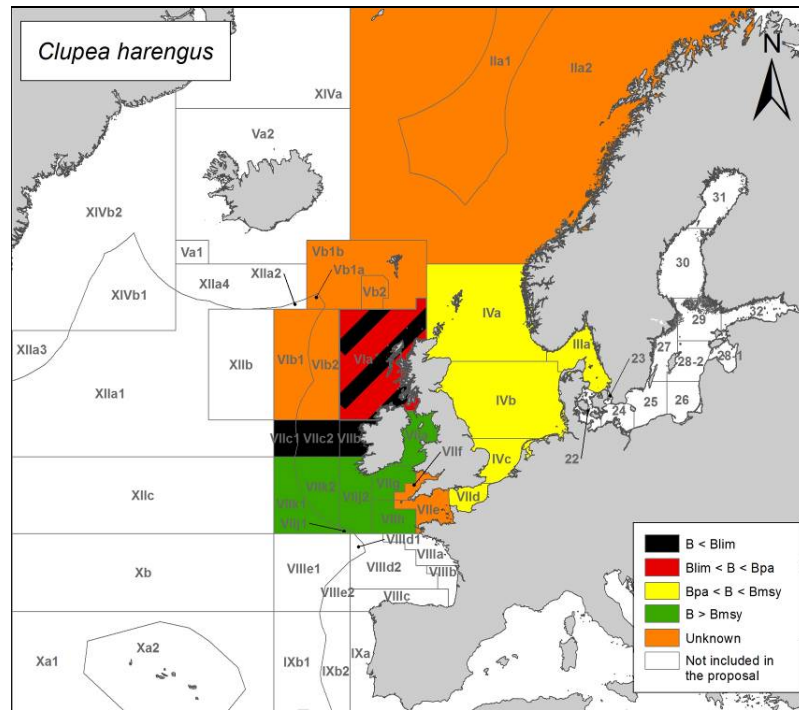 Clupea harengus
N
IIa1
IIa2
XIVa
Va2
31
XIVb2
30
Va1
Vb1b
XIIa2
Vb1a
XIIa4
Vb2
XIVb1
29
32
IVa
XIIa3
VIa
IIIa
27
23
28-2
28-1
XIIb
VIb1
VIb2
XIIa1
IVb
25
26
24
VIIc1
VIIc2
VIIb
VIIf
22
IVc
XIIc
VIIk2
VIIj2
VIIg
VIIk1
VIIe
VIId
VIIh
VIIj1
VIIId1
VIIIa
Xb
VIIIe1
VIIId2
VIIIb
VIIIe2
VIIIc
Xa1
Xa2
IXb1
IXb2
IXa
B < Blim
Blim < B < Bpa
Bpa < B < Bmsy
B > Bmsy
Unknown
Not included in
the proposal